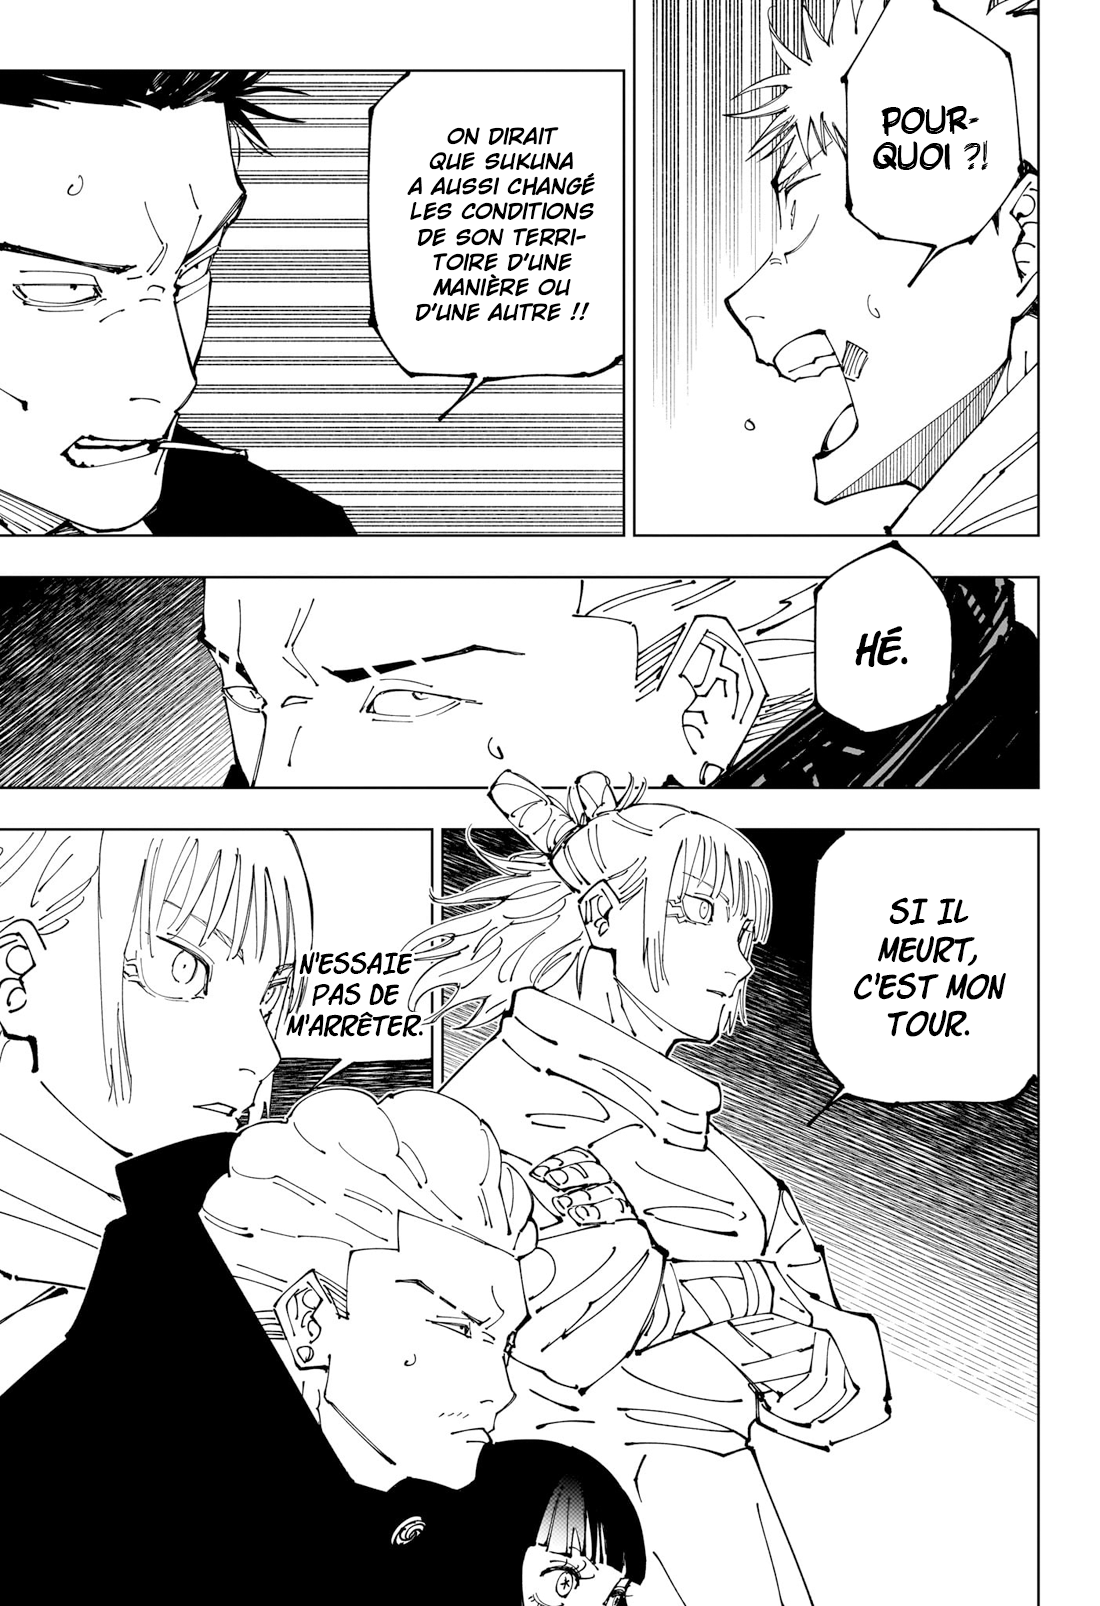 POUR-
QUOI ?!
ON DIRAIT
QUE SUKUNA
A AUSSI CHANGÉ
LES CONDITIONS
DE SON TERRI-
TOIRE D'UNE
MANIÈRE OU
D'UNE AUTRE !!
HÉ.
SI IL
MEURT,
C'EST MON
TOUR.
N'ESSAIE
PAS DE
M'ARRÊTER.